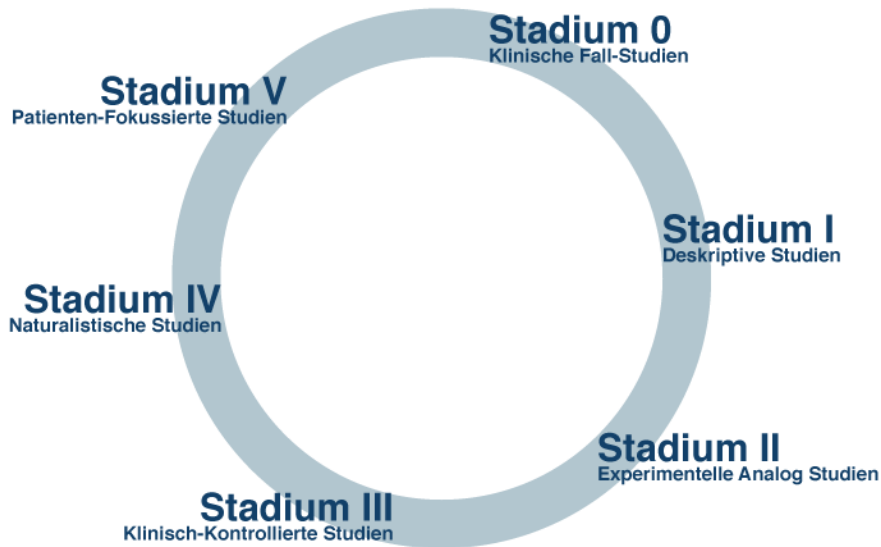 Stadium 0
Klinische Fall-Studien
Stadium I
Deskriptive Studien
Stadium II
Experimentelle Analog Studien
Stadium III
Klinisch-Kontrollierte Studien
Stadium IV
Naturalistische Studien
Stadium V
Patienten-Fokussierte Studien